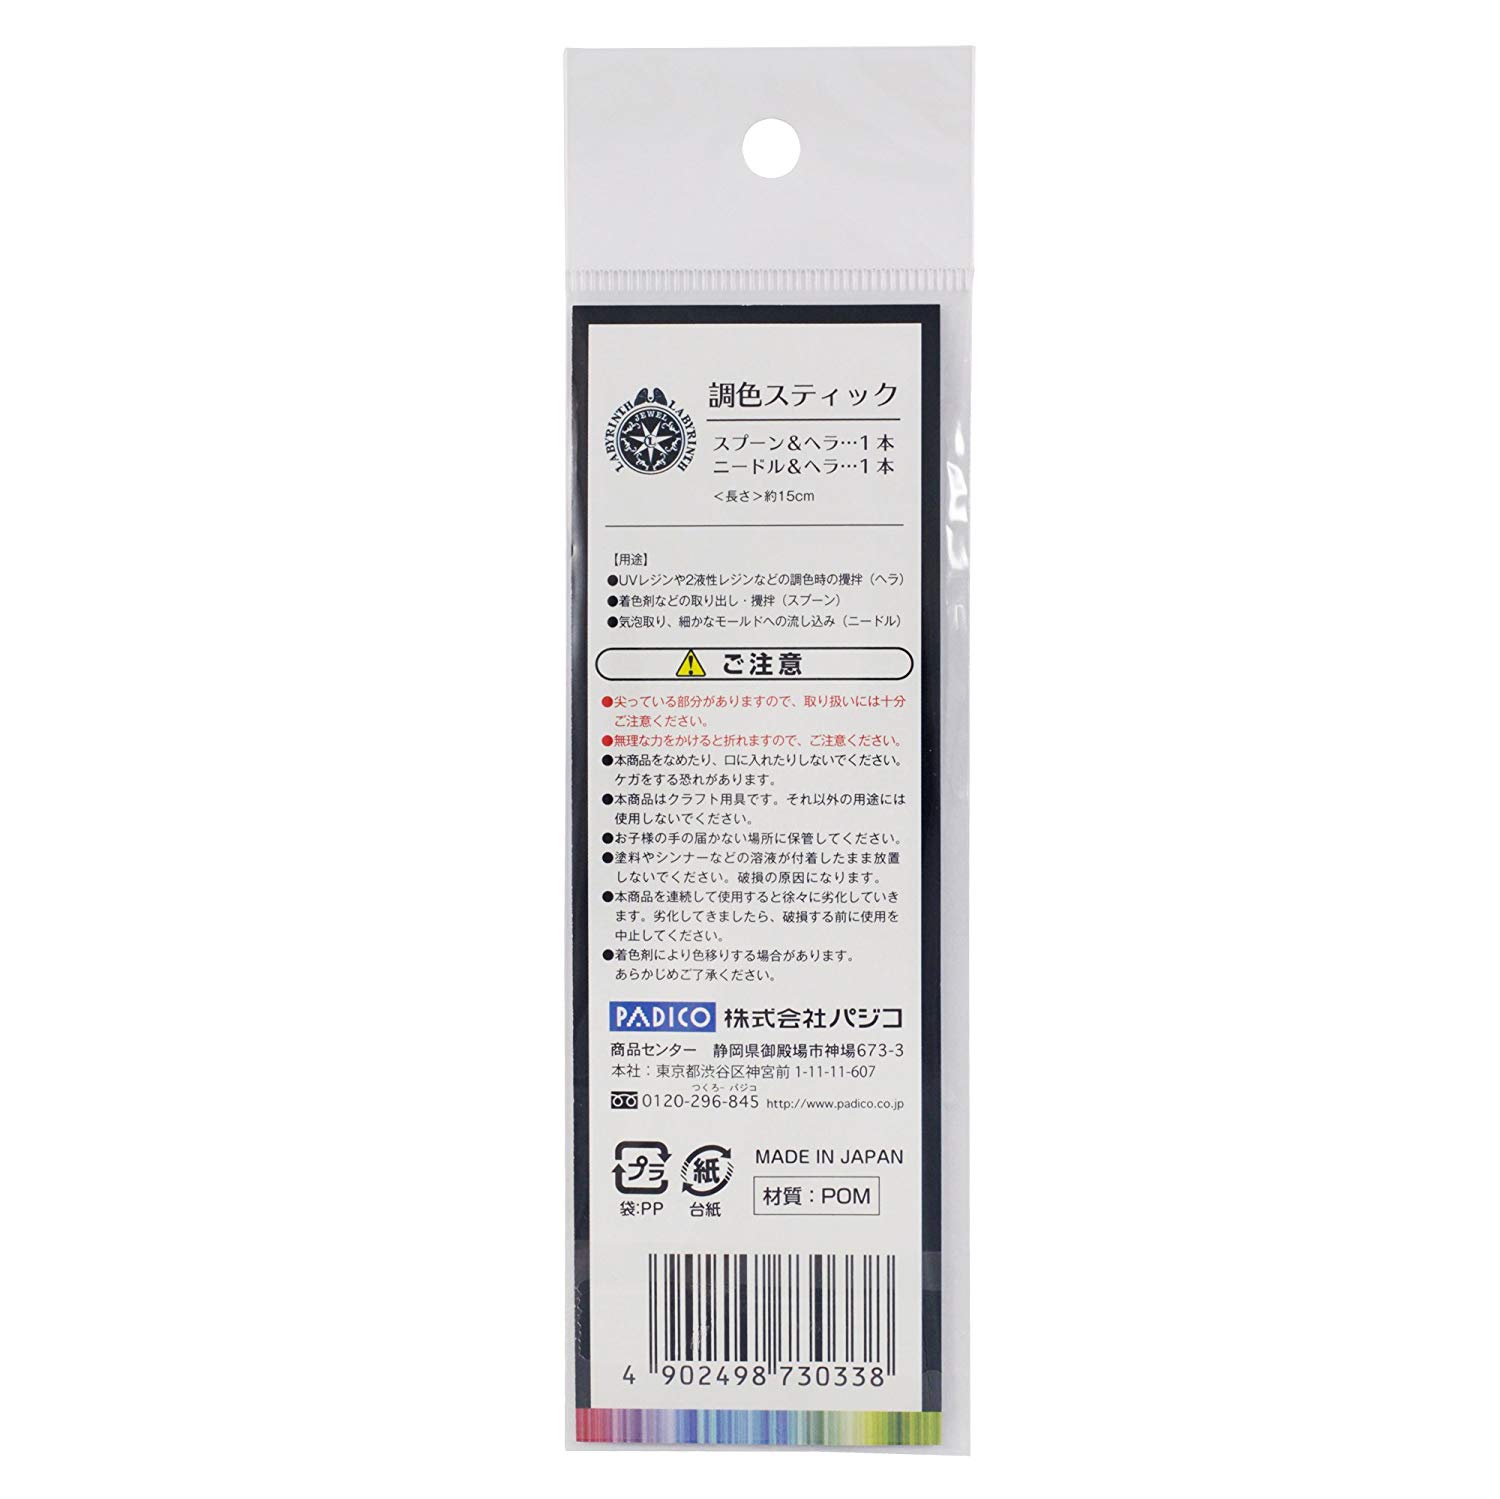 LABYRINTH LABYRINTH
JEWEL
調色スティック
スプーン＆ヘラ…1本
ニードル＆ヘラ…1本
＜長さ＞約15cm
【用途】
●UVレジンや2液性レジンなどの調色時の攪拌（ヘラ）
●着色剤などの取り出し・攪拌（スプーン）
●気泡取り、細かなモールドへの流し込み（ニードル）
ご注意
●尖っている部分がありますので、取り扱いには十分
ご注意ください。
●無理な力をかけると折れますので、ご注意ください。
●本商品をなめたり、口に入れたりしないでください。
ケガをする恐れがあります。
●本商品はクラフト用具です。それ以外の用途には
使用しないでください。
●お子様の手の届かない場所に保管してください。
●塗料やシンナーなどの溶液が付着したまま放置
しないでください。破損の原因になります。
●本商品を連続して使用すると徐々に劣化していき
ます。劣化してきましたら、破損する前に使用を
中止してください。
●着色剤により色移りする場合があります。
あらかじめご了承ください。
PADICO 株式会社パジコ
商品センター 静岡県御殿場市神場673-3
本社：東京都渋谷区神宮前 1-11-11-607
つくろー パジコ
0120-296-845 http://www.padico.co.jp
プラ 紙 MADE IN JAPAN
袋:PP 台紙 材質：POM
4 902498 730338